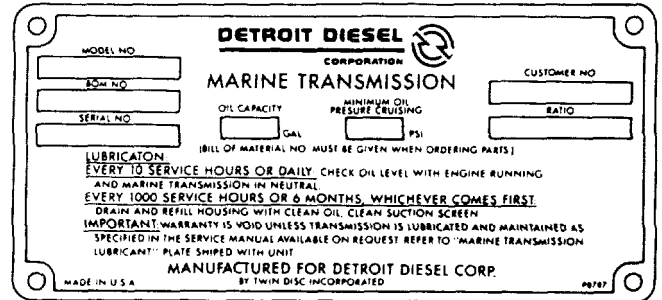 DETROIT DIESEL
CORPORATION
MODEL NO
MARINE TRANSMISSION
CUSTOMER NO
BOM NO
OIL CAPACITY
MINIMUM OIL
PRESURE CRUISING
RATIO
SERIAL NO
GAL
PSI
[BILL OF MATERIAL NO MUST BE GIVEN WHEN ORDERING PARTS]
LUBRICATON:
EVERY 10 SERVICE HOURS OR DAILY: CHECK OIL LEVEL WITH ENGINE RUNNING
AND MARINE TRANSMISSION IN NEUTRAL.
EVERY 1000 SERVICE HOURS OR 6 MONTHS, WHICHEVER COMES FIRST:
DRAIN AND REFILL HOUSING WITH CLEAN OIL, CLEAN SUCTION SCREEN
IMPORTANT: WARRANTY IS VOID UNLESS TRANSMISSION IS LUBRICATED AND MAINTAINED AS
SPECIFIED IN THE SERVICE MANUAL AVAILABLE ON REQUEST REFER TO "MARINE TRANSMISSION
LUBRICANT" PLATE SHIPED WITH UNIT
MANUFACTURED FOR DETROIT DIESEL CORP.
MADE IN U S A
BY TWIN DISC INCORPORATED
P8787